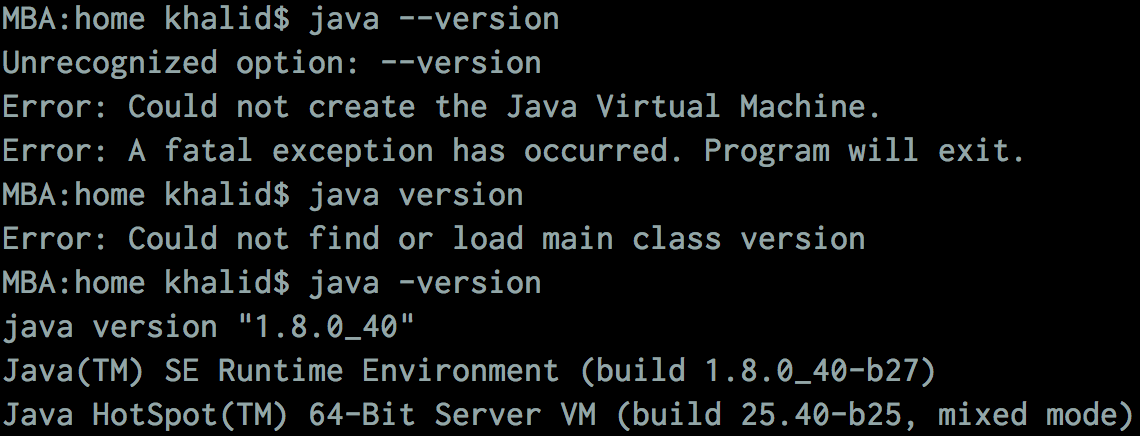 MBA:home khalid$ java --version
Unrecognized option: --version
Error: Could not create the Java Virtual Machine.
Error: A fatal exception has occurred. Program will exit.
MBA:home khalid$ java version
Error: Could not find or load main class version
MBA:home khalid$ java -version
java version "1.8.0_40"
Java(TM) SE Runtime Environment (build 1.8.0_40-b27)
Java HotSpot(TM) 64-Bit Server VM (build 25.40-b25, mixed mode)